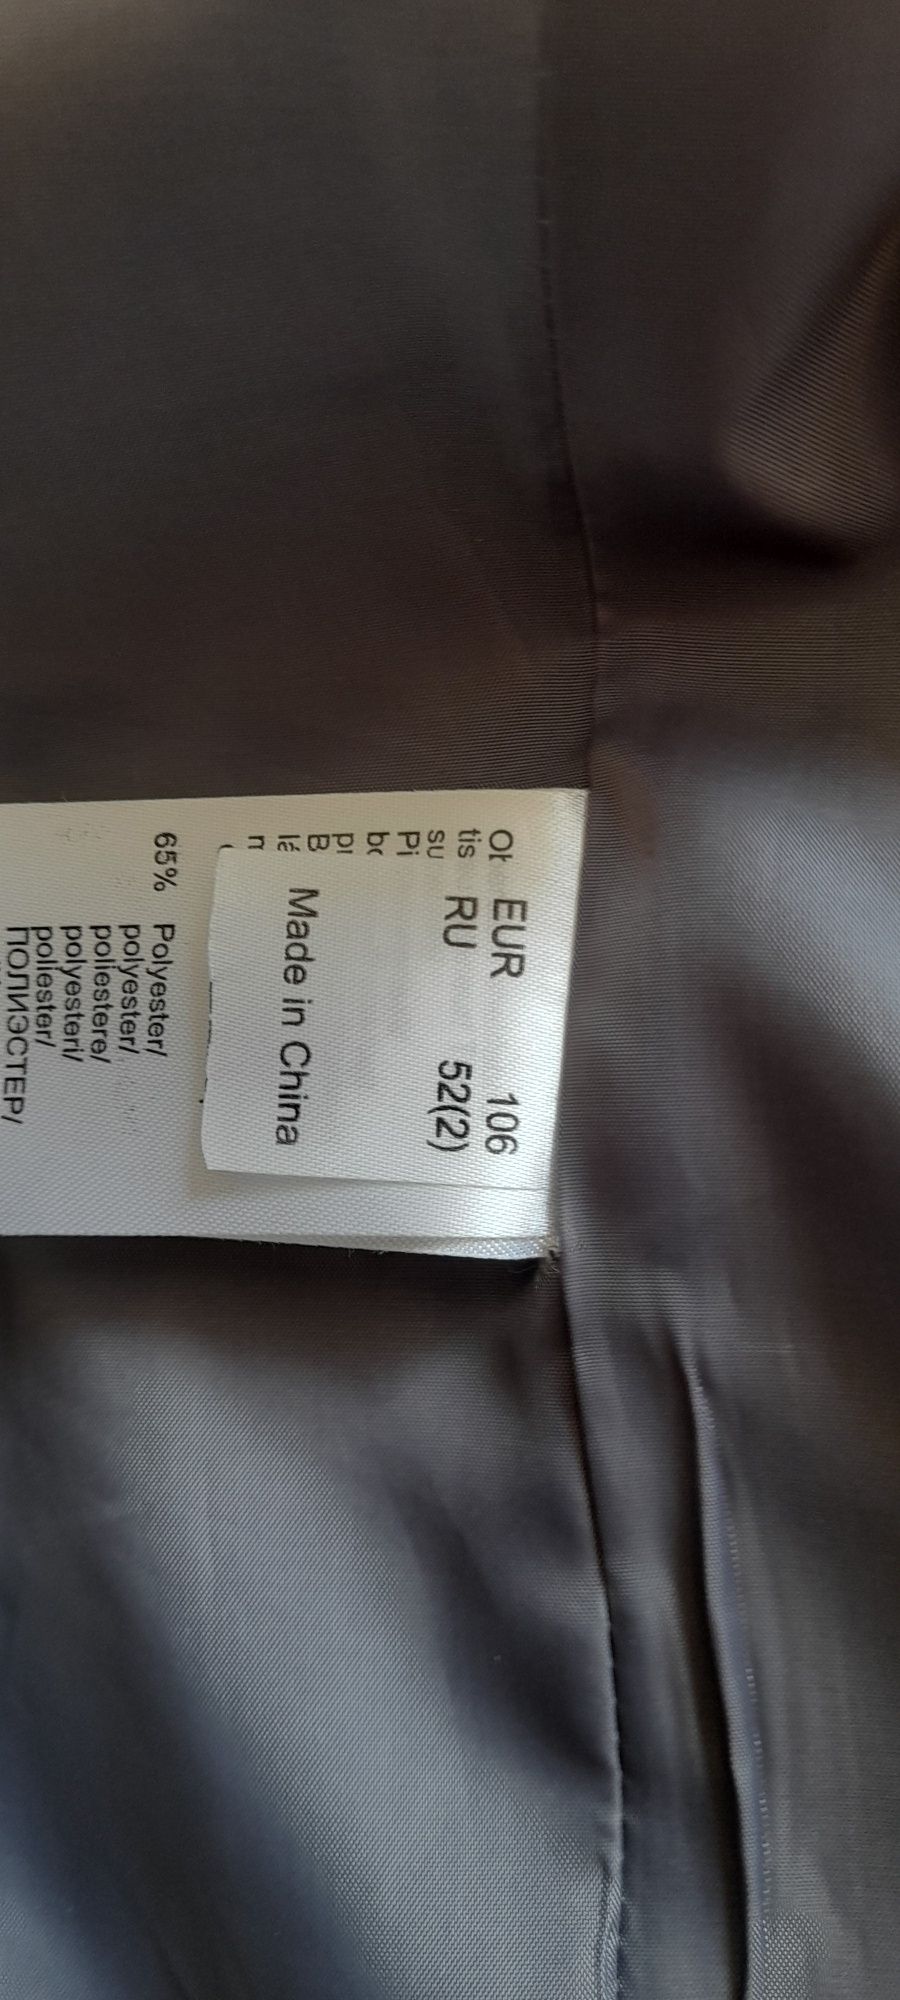 EUR 106
RU 52(2)
Made in China
65% Polyester/
polyester/
poliestere/
polyesteri/
poliester/
ПОЛИЭСТЕР/